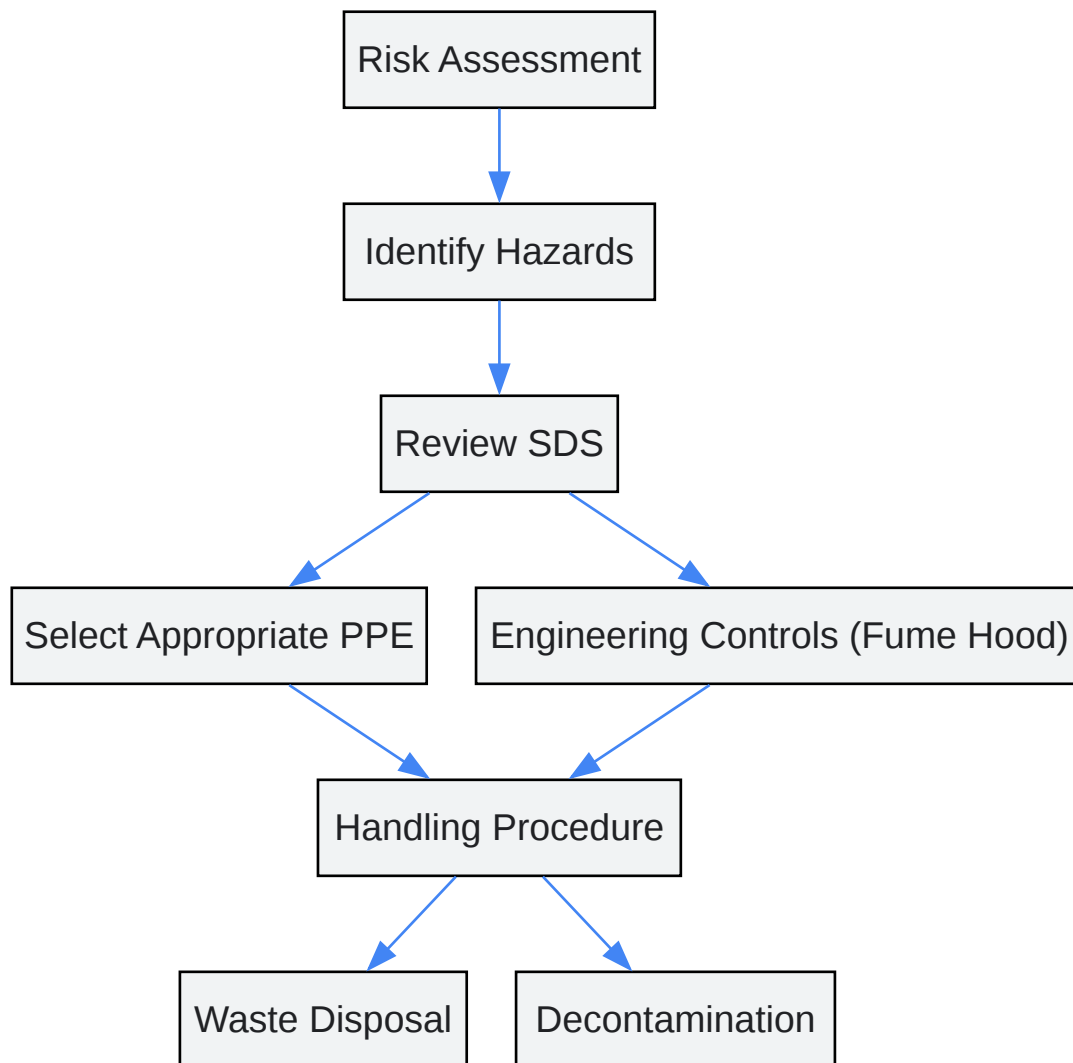 Risk Assessment
Identify Hazards
Review SDS
Select Appropriate PPE
Engineering Controls (Fume Hood)
Handling Procedure
Waste Disposal
Decontamination